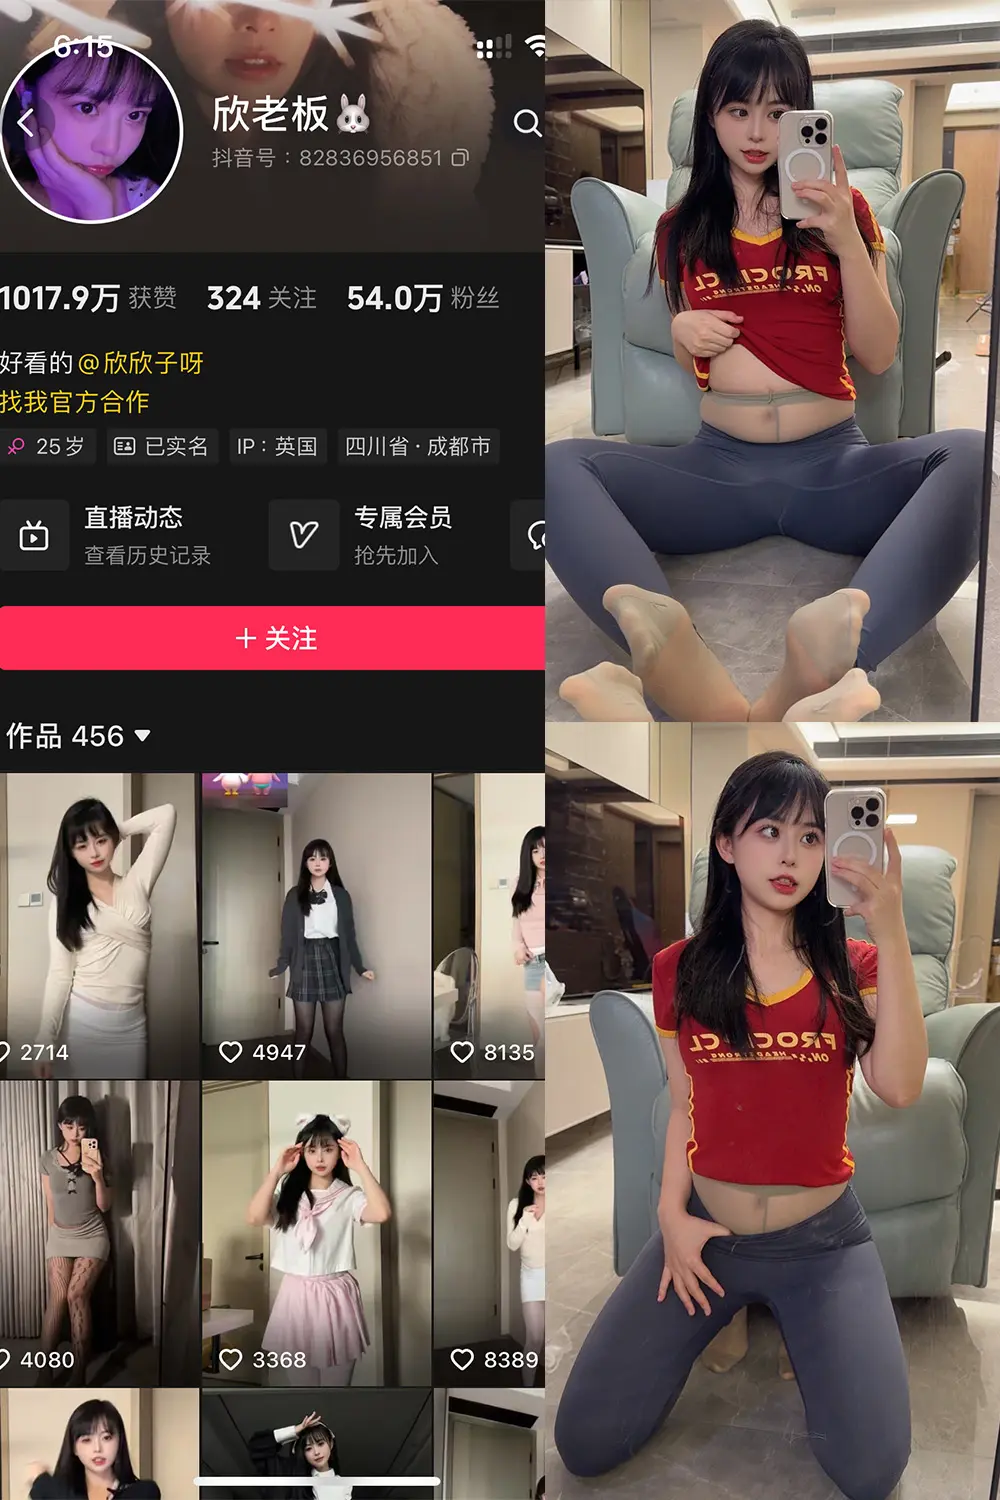 6:15
欣老板🐰
抖音号：82836956851
1017.9万 获赞 324 关注 54.0万 粉丝
好看的@欣欣子呀
找我官方合作
25岁 已实名 IP：英国 四川省·成都市
直播动态 专属会员
查看历史记录 抢先加入
+ 关注
作品 456
2714 4947 8135
4080 3368 8389